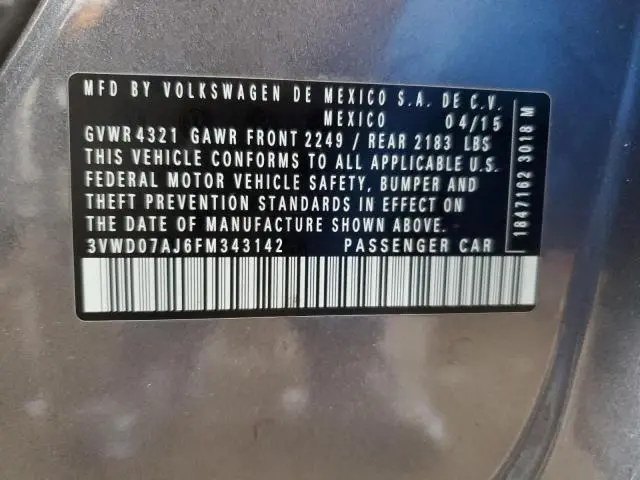 MFD BY VOLKSWAGEN DE MEXICO S.A. DE C.V.
MEXICO 04/15
GVWR 4321 GAWR FRONT 2249 / REAR 2183 LBS
THIS VEHICLE CONFORMS TO ALL APPLICABLE U.S.
FEDERAL MOTOR VEHICLE SAFETY, BUMPER AND
THEFT PREVENTION STANDARDS IN EFFECT ON
THE DATE OF MANUFACTURE SHOWN ABOVE.
3VWD07AJ6FM343142 PASSENGER CAR
1847162 3018 M